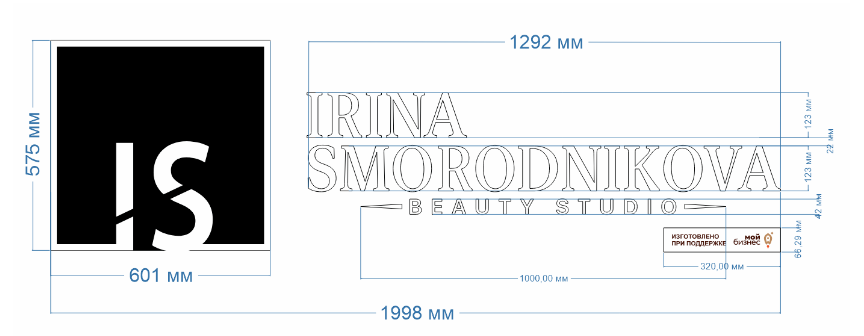 1292 мм
575 мм
IS
IRINA
123 мм
22 мм
SMORODNIKOVA
123 мм
BEAUTY STUDIO
42 мм
ИЗГОТОВЛЕНО
ПРИ ПОДДЕРЖКЕ
мой
бизнес
66,29 мм
320,00 мм
601 мм
1000,00 мм
1998 мм